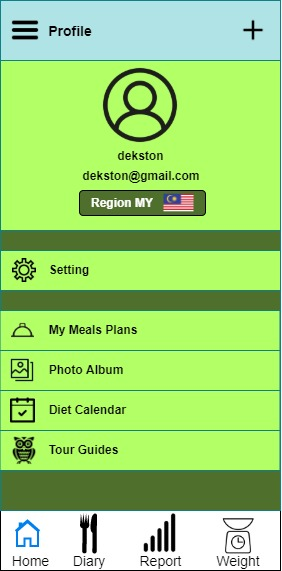 Profile
dekston
dekston@gmail.com
Region MY
Setting
My Meals Plans
Photo Album
Diet Calendar
Tour Guides
Home Diary Report Weight